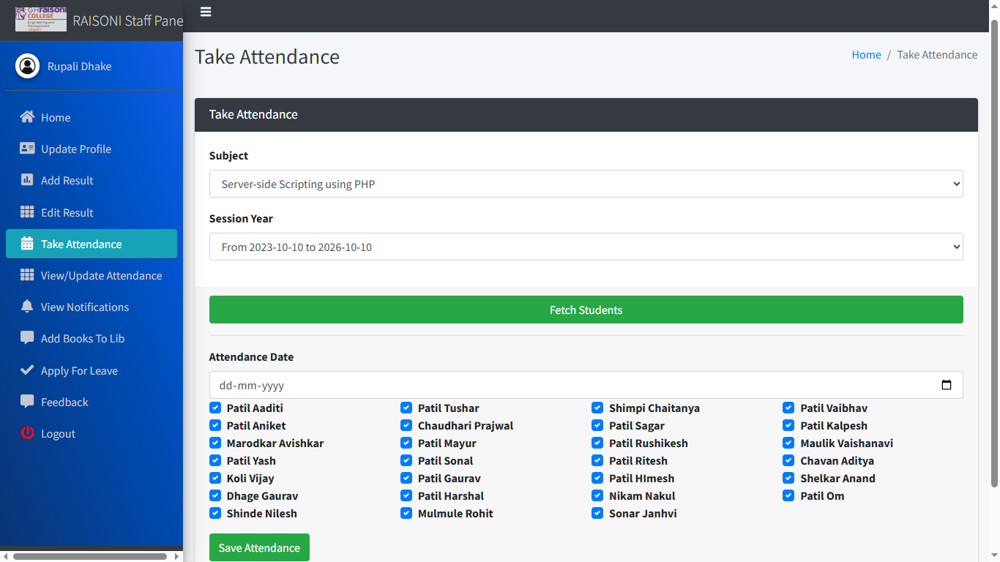 GHRaisoni
COLLEGE
Engineering and
Management
Jalgaon
RAISONI Staff Pane
Rupali Dhake
Home
Update Profile
Add Result
Edit Result
Take Attendance
View/Update Attendance
View Notifications
Add Books To Lib
Apply For Leave
Feedback
Logout
Take Attendance
Home / Take Attendance
Take Attendance
Subject
Server-side Scripting using PHP
Session Year
From 2023-10-10 to 2026-10-10
Fetch Students
Attendance Date
dd-mm-yyyy
Patil Aaditi Patil Tushar Shimpi Chaitanya Patil Vaibhav
Patil Aniket Chaudhari Prajwal Patil Sagar Patil Kalpesh
Marodkar Avishkar Patil Mayur Patil Rushikesh Maulik Vaishanavi
Patil Yash Patil Sonal Patil Ritesh Chavan Aditya
Koli Vijay Patil Gaurav Patil HImesh Shelkar Anand
Dhage Gaurav Patil Harshal Nikam Nakul Patil Om
Shinde Nilesh Mulmule Rohit Sonar Janhvi
Save Attendance